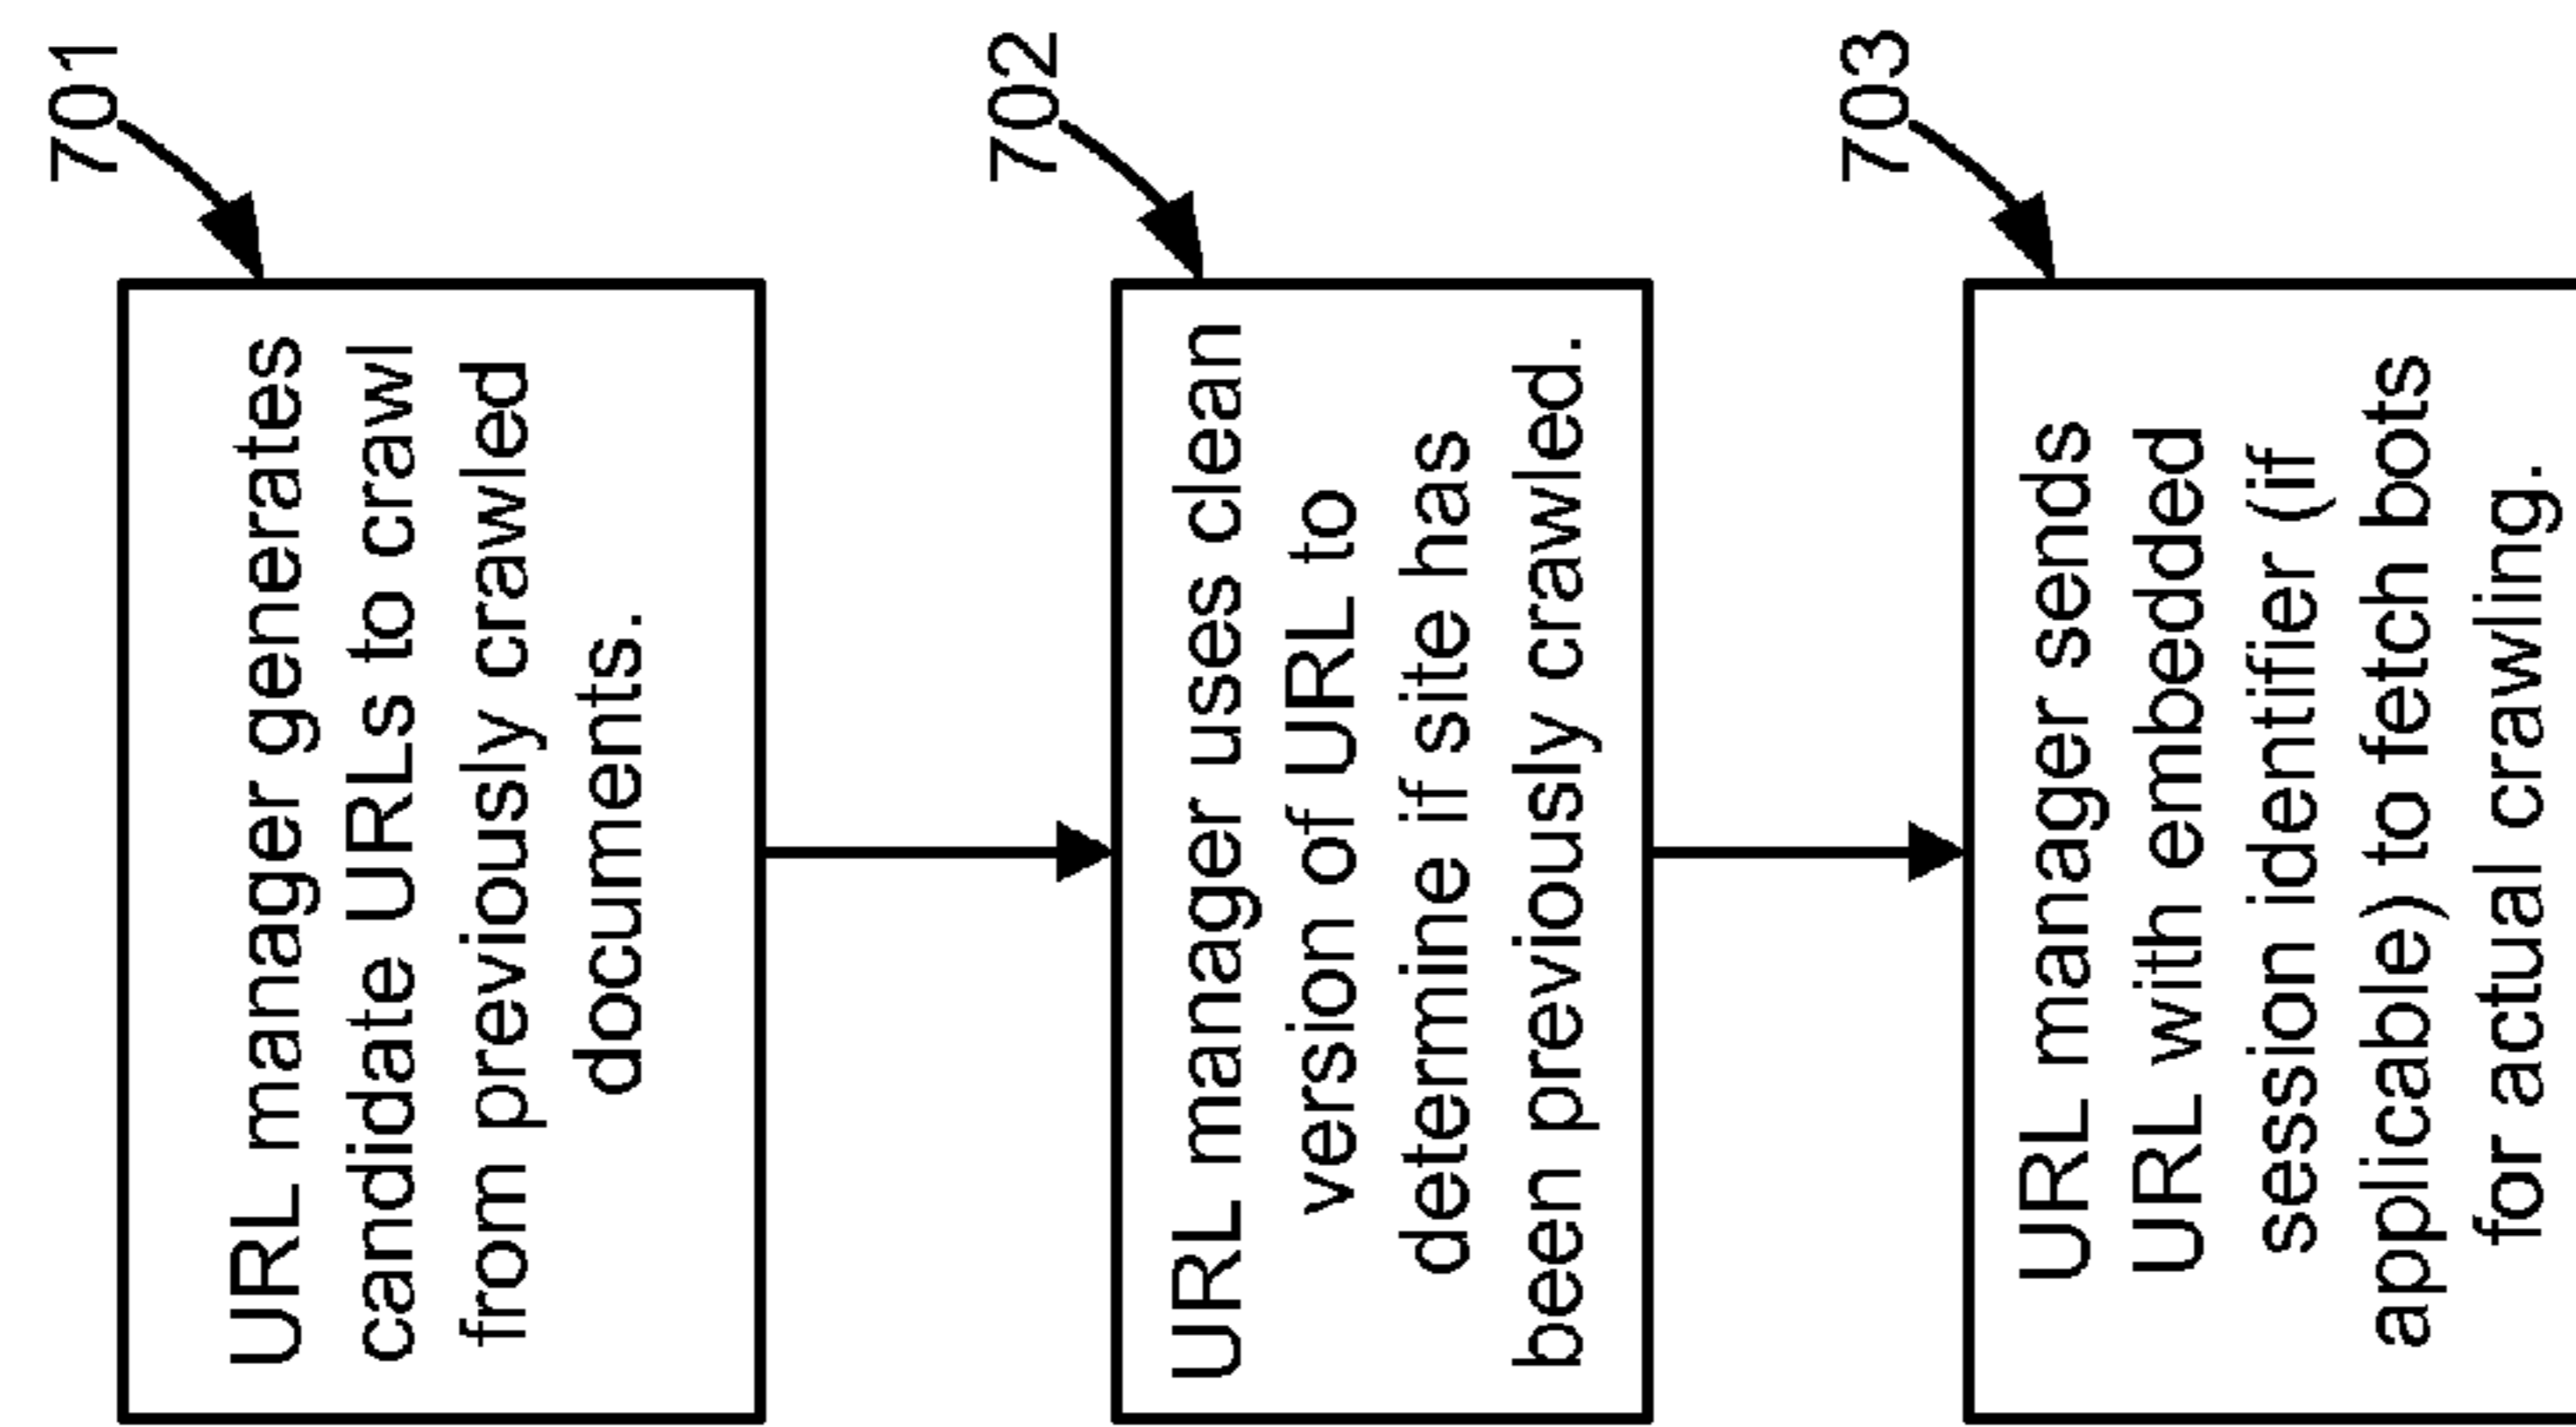 701
URL manager generates
candidate URLs to crawl
from previously crawled
documents.
702
URL manager uses clean
version of URL to
determine if site has
been previously crawled.
703
URL manager sends
URL with embedded
session identifier (if
applicable) to fetch bots
for actual crawling.